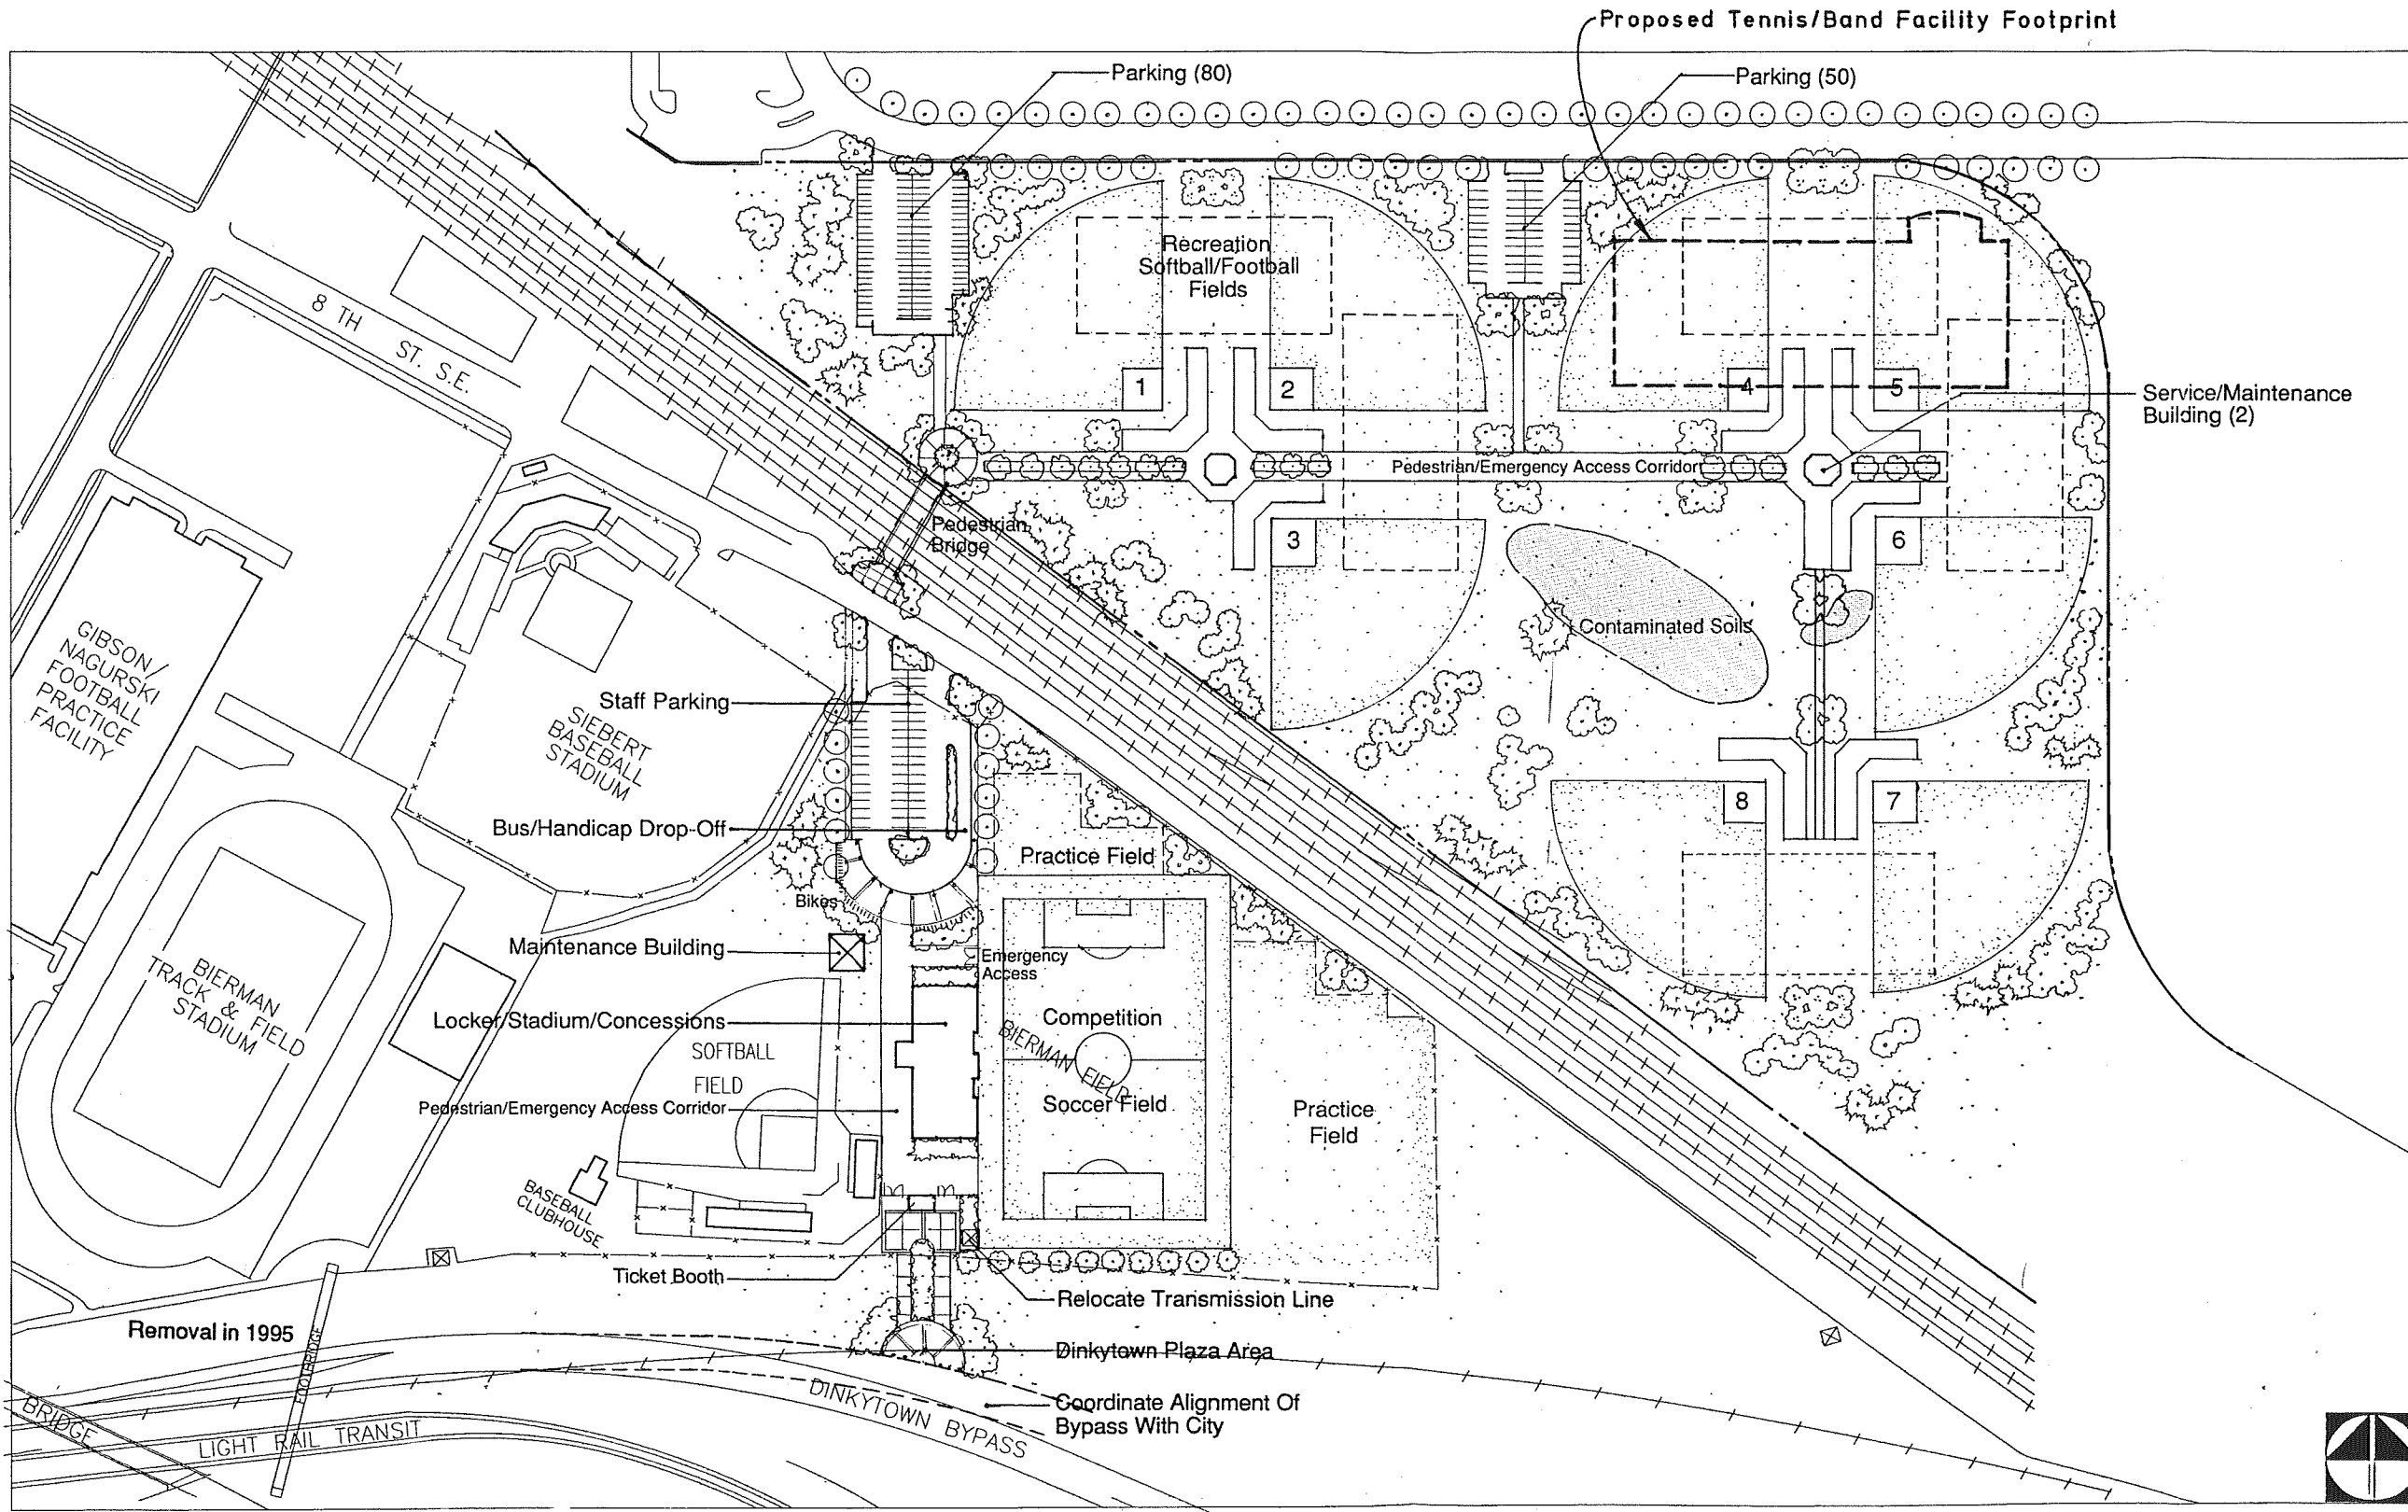 Proposed Tennis/Band Facility Footprint
Parking (80)
Parking (50)
Recreation
Softball/Football
Fields
8 TH
ST. S.E.
1
2
4
5
Service/Maintenance
Building (2)
Pedestrian/Emergency Access Corridor
Pedestrian
Bridge
3
6
GIBSON/
NAGURSKI
FOOTBALL
PRACTICE
FACILITY
Contaminated Soils
Staff Parking
SIEBERT
BASEBALL
STADIUM
8
7
Bus/Handicap Drop-Off
Practice Field
Bikes
Maintenance Building
Emergency
Access
BIERMAN
TRACK & FIELD
STADIUM
Locker/Stadium/Concessions
Competition
BIERMAN FIELD
Soccer Field
SOFTBALL
FIELD
Pedestrian/Emergency Access Corridor
Practice
Field
BASEBALL
CLUBHOUSE
Ticket Booth
Relocate Transmission Line
Removal in 1995
FOOTBRIDGE
Dinkytown Plaza Area
Coordinate Alignment Of
Bypass With City
DINKYTOWN BYPASS
BRIDGE
LIGHT RAIL TRANSIT